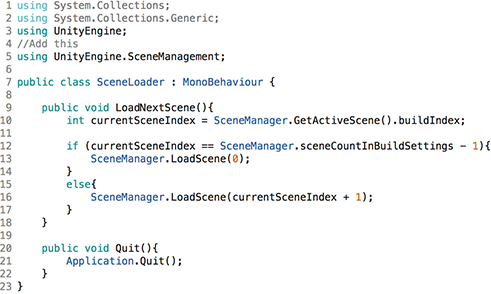 1 using System.Collections;
2 using System.Collections.Generic;
3 using UnityEngine;
4 //Add this
5 using UnityEngine.SceneManagement;
6
7 public class SceneLoader : MonoBehaviour {
8
9     public void LoadNextScene(){
10         int currentSceneIndex = SceneManager.GetActiveScene().buildIndex;
11
12         if (currentSceneIndex == SceneManager.sceneCountInBuildSettings - 1){
13             SceneManager.LoadScene(0);
14         }
15         else{
16             SceneManager.LoadScene(currentSceneIndex + 1);
17         }
18     }
19
20     public void Quit(){
21         Application.Quit();
22     }
23 }